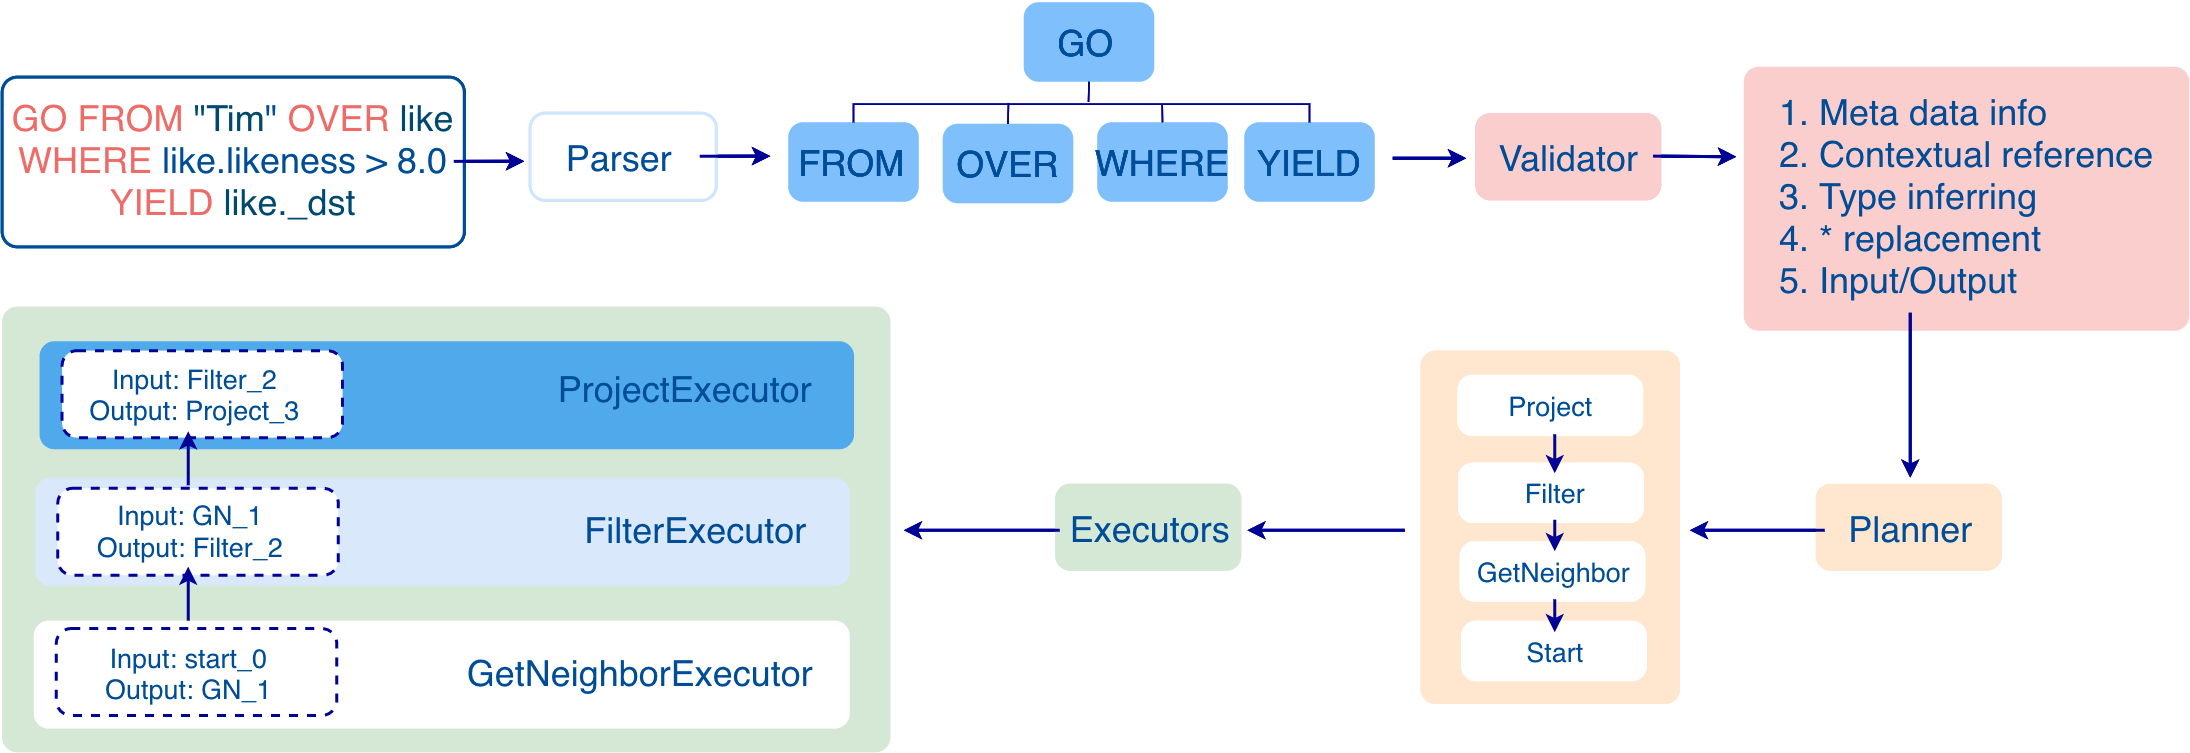 GO FROM "Tim" OVER like
WHERE like.likeness > 8.0
YIELD like._dst
Parser
GO
FROM
OVER
WHERE
YIELD
Validator
1. Meta data info
2. Contextual reference
3. Type inferring
4. * replacement
5. Input/Output
Planner
Project
Filter
GetNeighbor
Start
Executors
Input: Filter_2
Output: Project_3
ProjectExecutor
Input: GN_1
Output: Filter_2
FilterExecutor
Input: start_0
Output: GN_1
GetNeighborExecutor